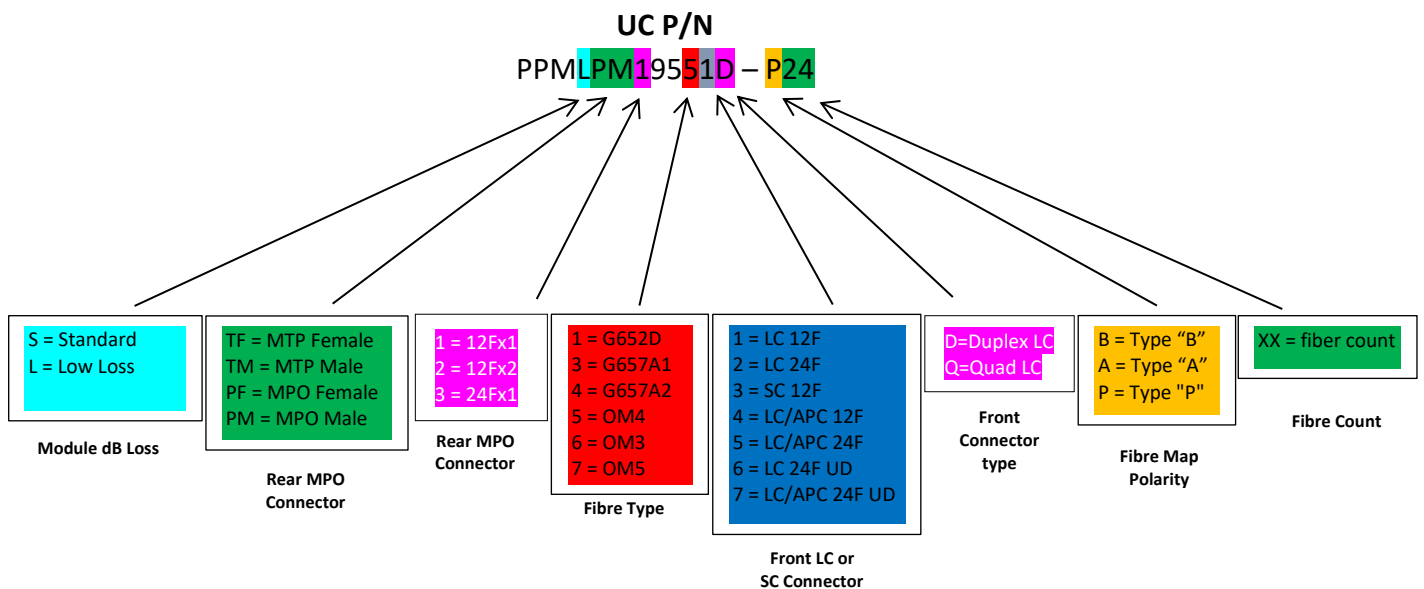 UC P/N
PPMLPM19551D – P24
S = Standard
L = Low Loss
Module dB Loss
TF = MTP Female
TM = MTP Male
PF = MPO Female
PM = MPO Male
Rear MPO
Connector
1 = 12Fx1
2 = 12Fx2
3 = 24Fx1
Rear MPO
Connector
1 = G652D
3 = G657A1
4 = G657A2
5 = OM4
6 = OM3
7 = OM5
Fibre Type
1 = LC 12F
2 = LC 24F
3 = SC 12F
4 = LC/APC 12F
5 = LC/APC 24F
6 = LC 24F UD
7 = LC/APC 24F UD
Front LC or
SC Connector
D=Duplex LC
Q=Quad LC
Front
Connector
type
B = Type “B”
A = Type “A”
P = Type "P"
Fibre Map
Polarity
XX = fiber count
Fibre Count